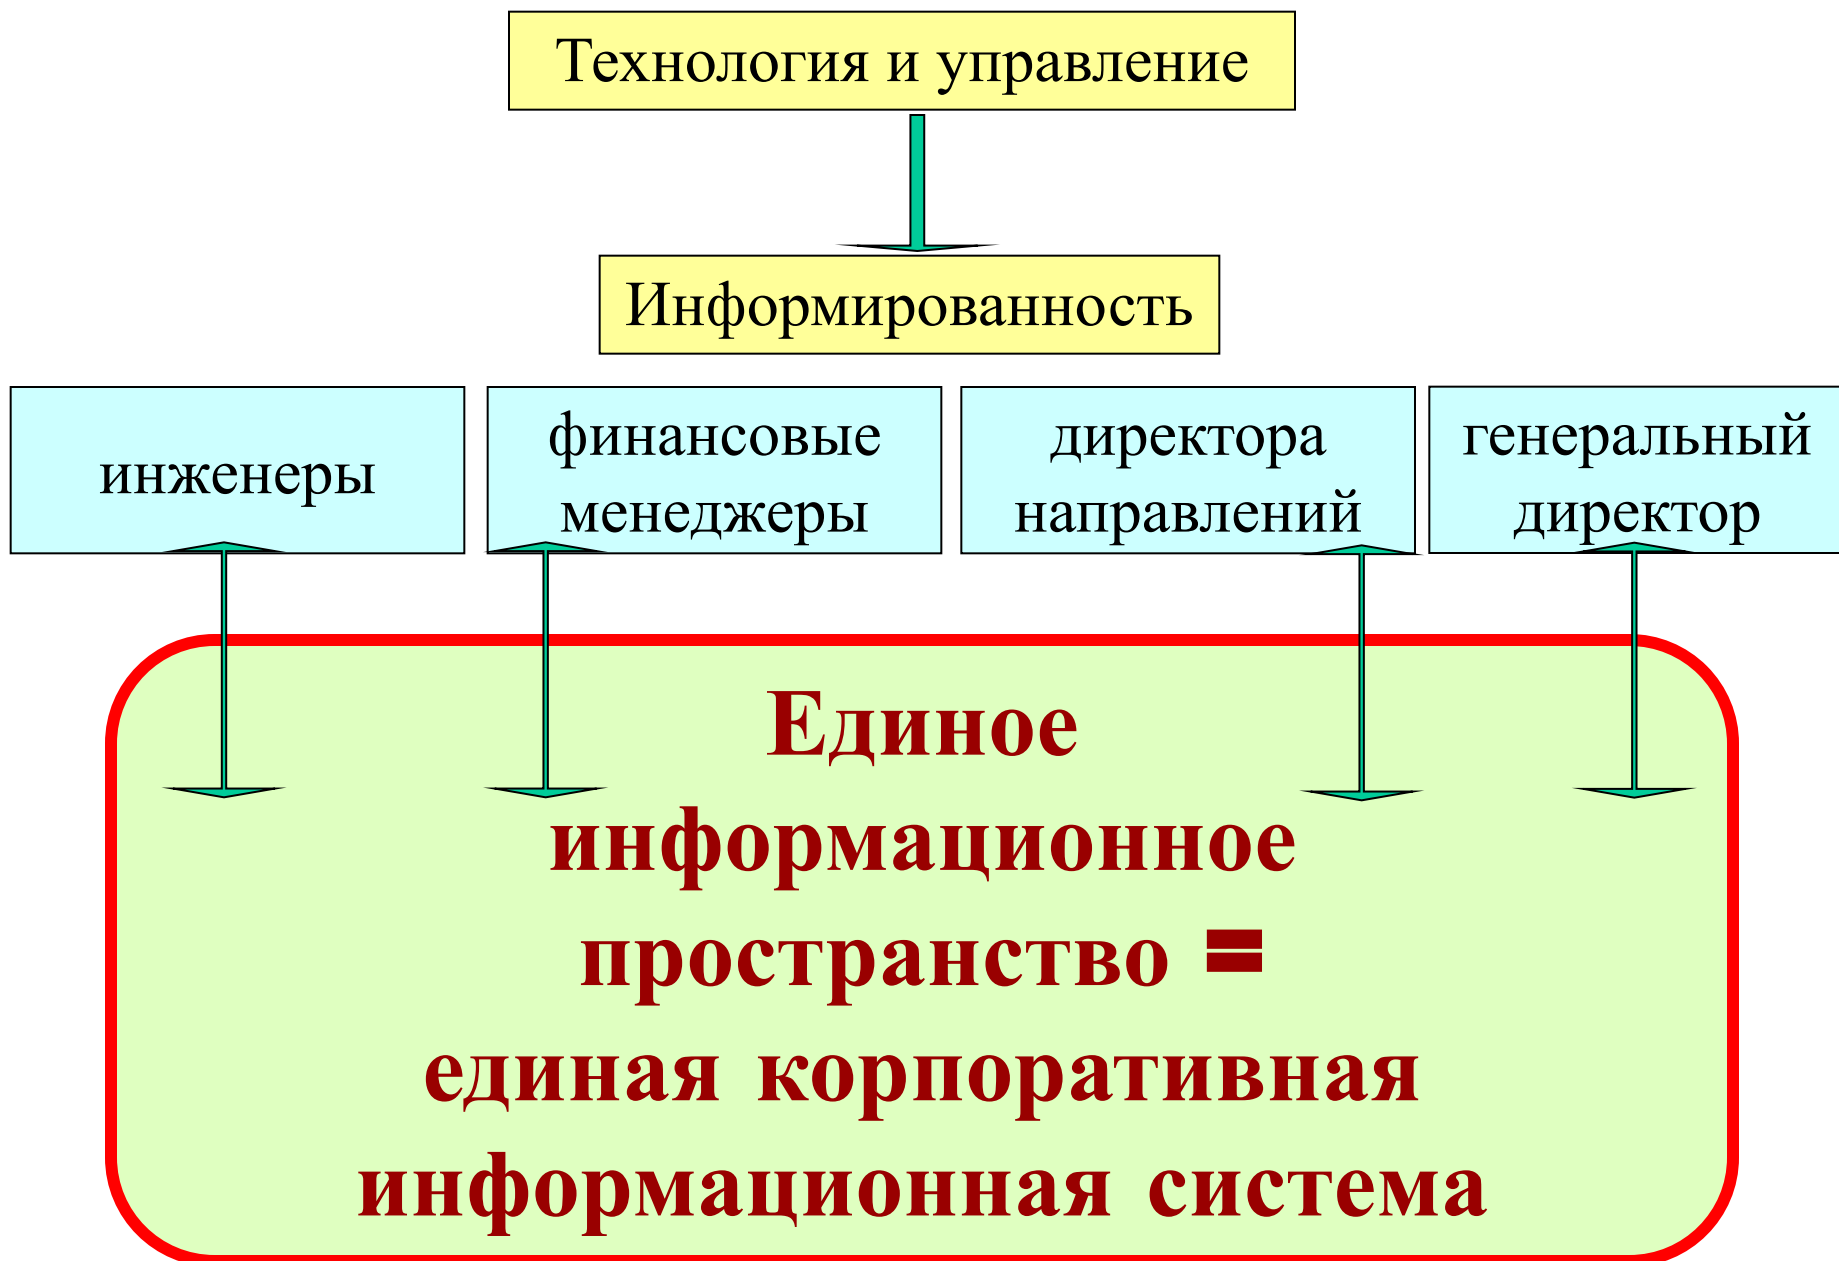 Технология и управление
Информированность
инженеры
финансовые
менеджеры
директора
направлений
генеральный
директор
Единое
информационное
пространство =
единая корпоративная
информационная система